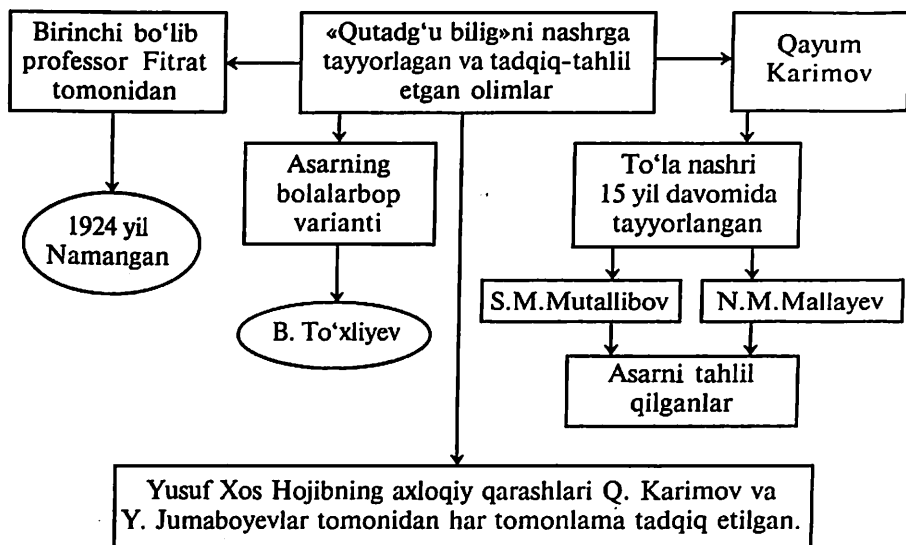 Birinchi bo‘lib
professor Fitrat
tomonidan
«Qutadg‘u bilig»ni nashrga
tayyorlagan va tadqiq-tahlil
etgan olimlar
Qayum
Karimov
1924 yil
Namangan
Asarning
bolalarbop
varianti
B. To‘xliyev
To‘la nashri
15 yil davomida
tayyorlangan
S.M.Mutallibov
N.M.Mallayev
Asarni tahlil
qilganlar
Yusuf Xos Hojibning axloqiy qarashlari Q. Karimov va
Y. Jumaboyevlar tomonidan har tomonlama tadqiq etilgan.